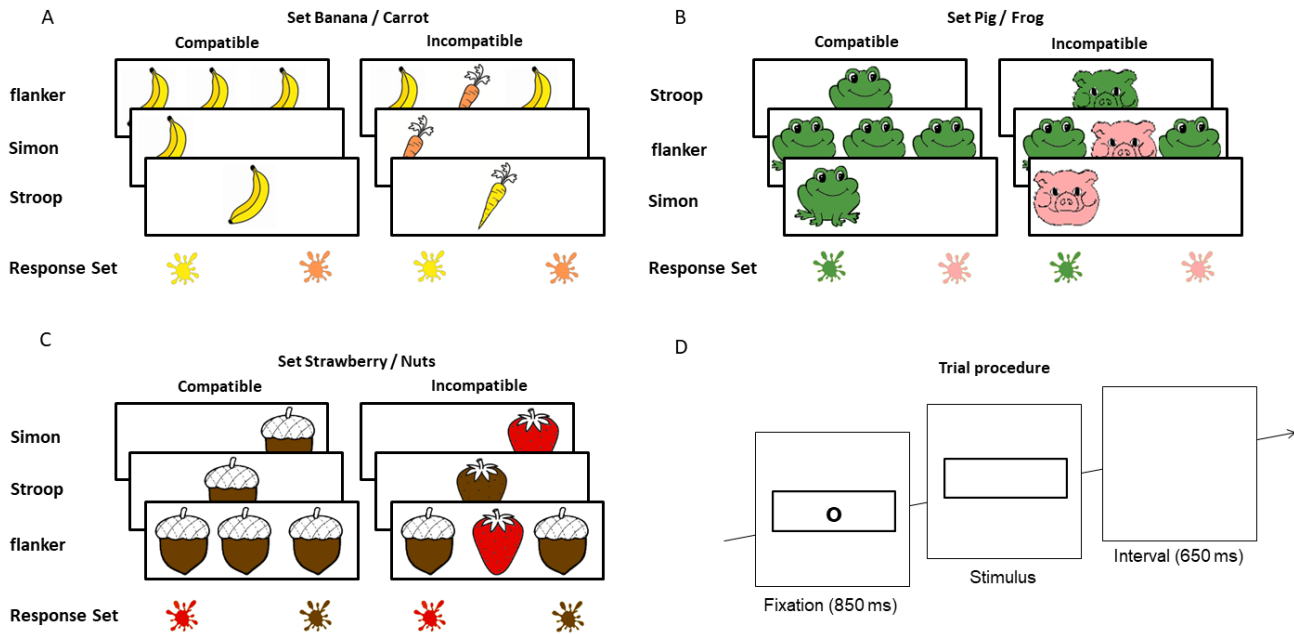 A
Set Banana / Carrot
Compatible
Incompatible
flanker
Simon
Stroop
Response Set
B
Set Pig / Frog
Compatible
Incompatible
Stroop
flanker
Simon
Response Set
C
Set Strawberry / Nuts
Compatible
Incompatible
Simon
Stroop
flanker
Response Set
D
Trial procedure
O
Fixation (850 ms)
Stimulus
Interval (650 ms)